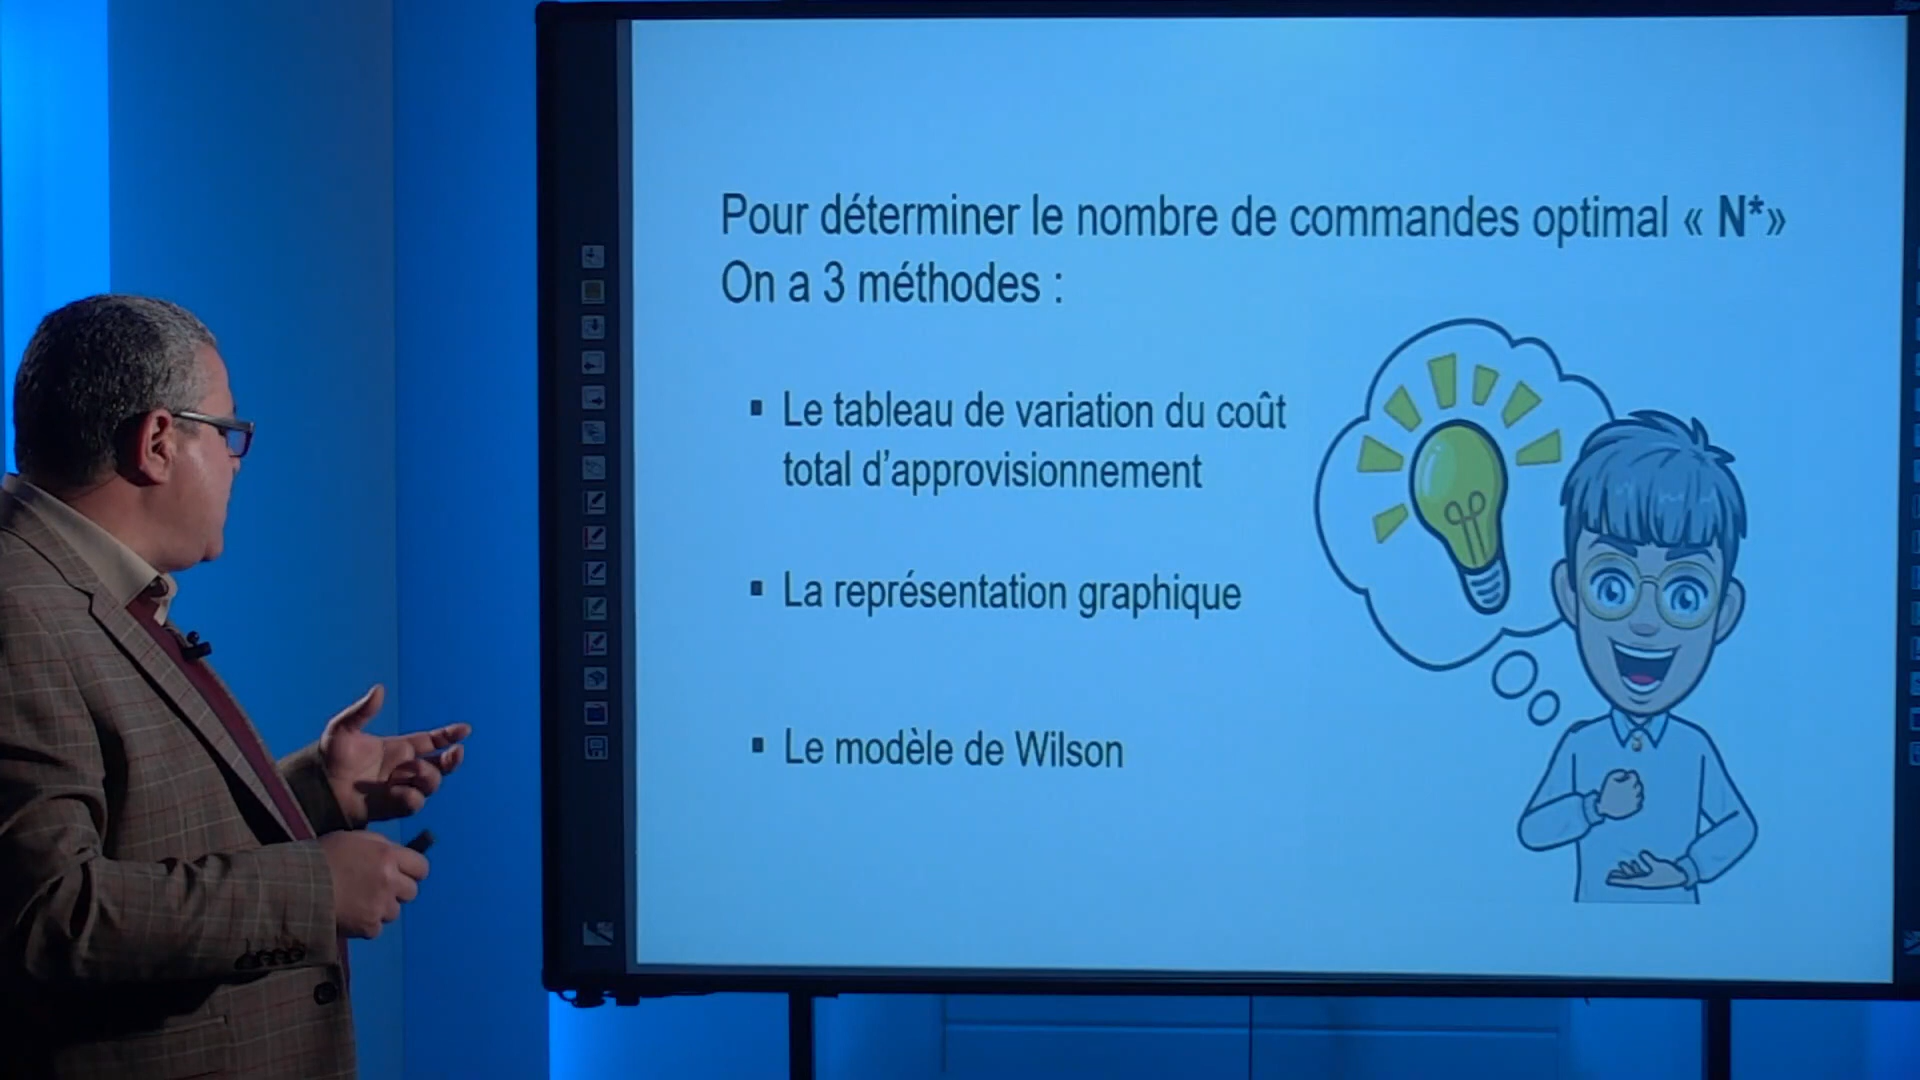 Pour déterminer le nombre de commandes optimal « N*»
On a 3 méthodes :
▪ Le tableau de variation du coût
total d’approvisionnement
▪ La représentation graphique
▪ Le modèle de Wilson